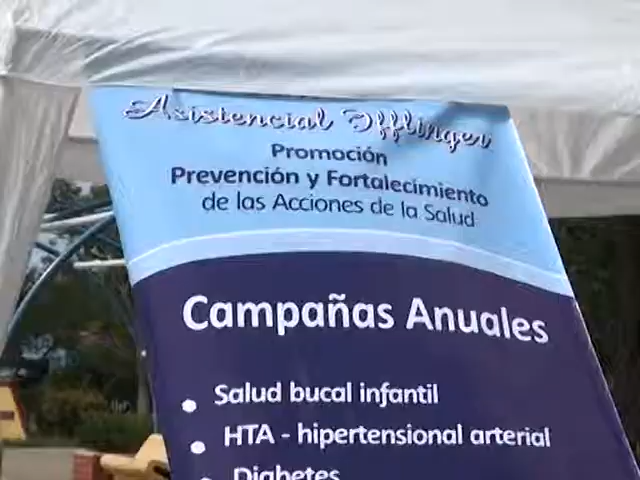 Asistencial Offlinger
Promoción
Prevención y Fortalecimiento
de las Acciones de la Salud
Campañas Anuales
Salud bucal infantil
HTA - hipertensional arterial
Diabetes